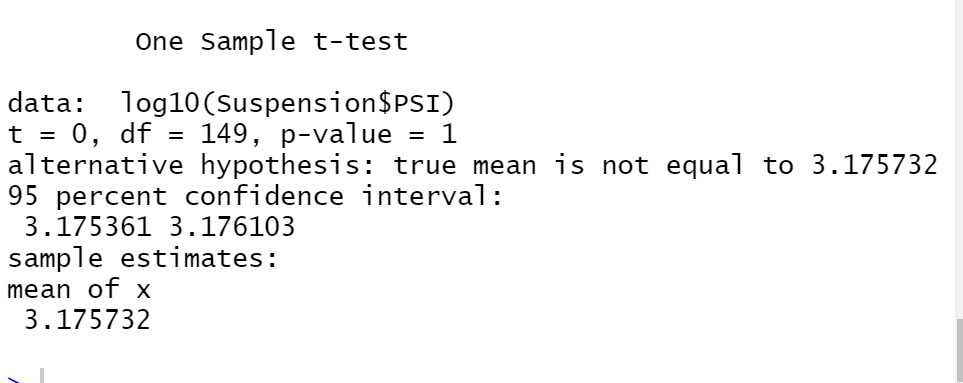 One Sample t-test
data:  log10(Suspension$PSI)
t = 0, df = 149, p-value = 1
alternative hypothesis: true mean is not equal to 3.175732
95 percent confidence interval:
3.175361 3.176103
sample estimates:
mean of x
3.175732
>